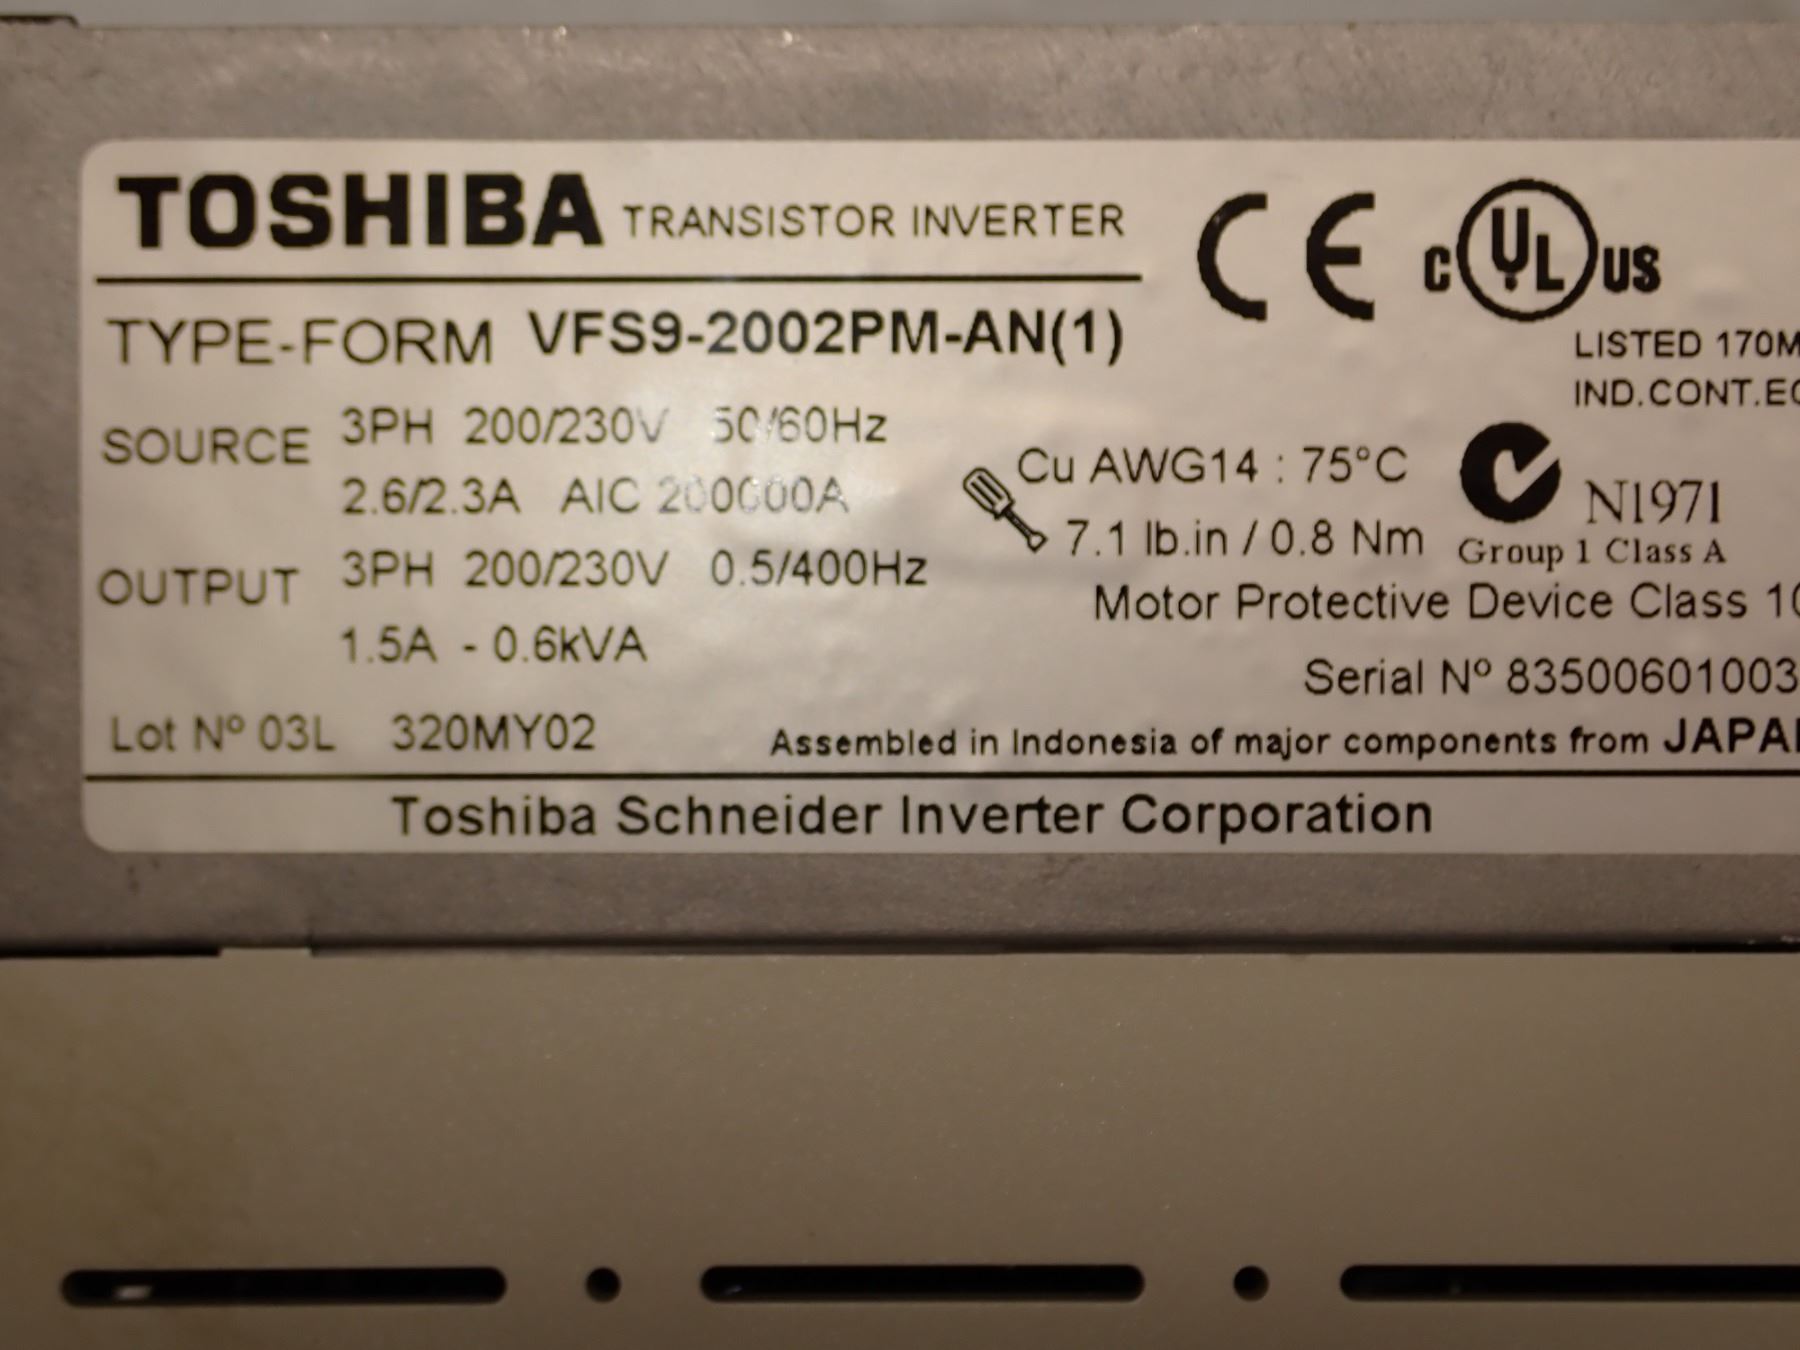 TOSHIBA TRANSISTOR INVERTER
CE
C UL US
LISTED 170M
IND.CONT.EQ
TYPE-FORM VFS9-2002PM-AN(1)
SOURCE 3PH 200/230V 50/60Hz
2.6/2.3A AIC 200000A
OUTPUT 3PH 200/230V 0.5/400Hz
1.5A - 0.6kVA
Cu AWG14 : 75°C
7.1 lb.in / 0.8 Nm
N1971
Group 1 Class A
Motor Protective Device Class 10
Serial Nº 83500601003
Lot Nº 03L 320MY02
Assembled in Indonesia of major components from JAPAN
Toshiba Schneider Inverter Corporation